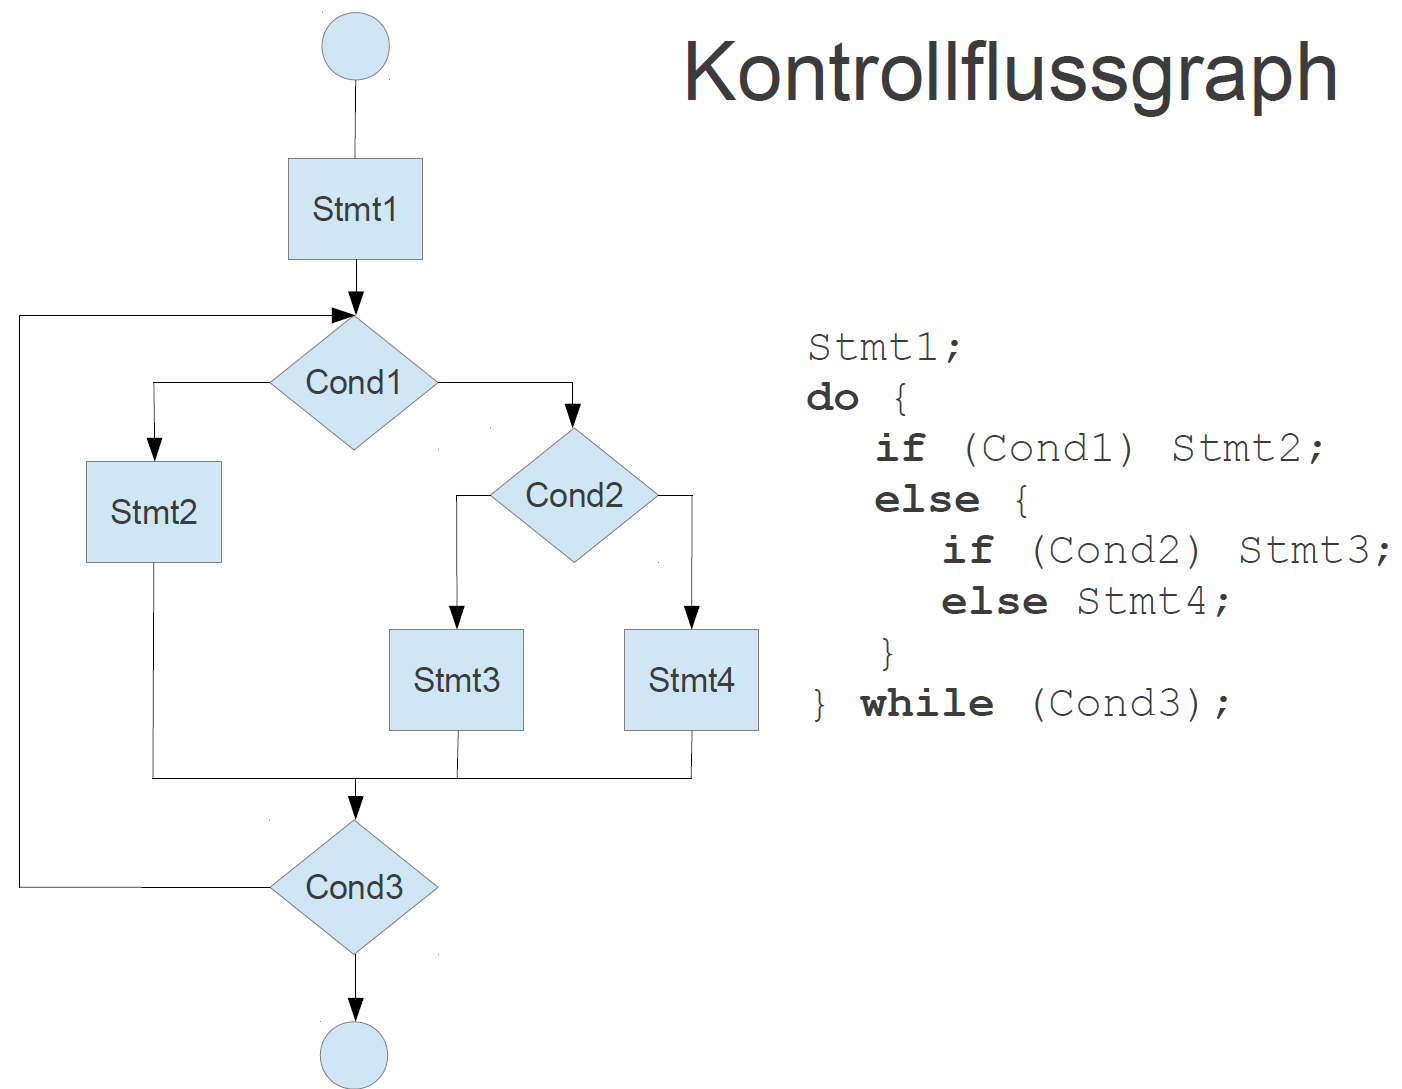 Kontrollflussgraph
Stmt1
Cond1
Cond2
Stmt2
Stmt3
Stmt4
Cond3
Stmt1;
do {
if (Cond1) Stmt2;
else {
if (Cond2) Stmt3;
else Stmt4;
}
} while (Cond3);